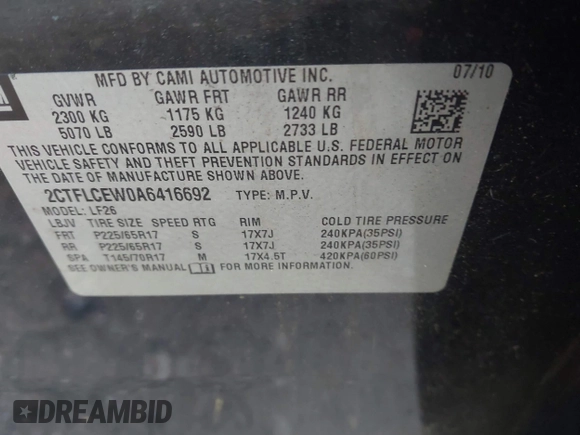 MFD BY CAMI AUTOMOTIVE INC. 07/10
GVWR GAWR FRT GAWR RR
2300 KG 1175 KG 1240 KG
5070 LB 2590 LB 2733 LB
THIS VEHICLE CONFORMS TO ALL APPLICABLE U.S. FEDERAL MOTOR
VEHICLE SAFETY AND THEFT PREVENTION STANDARDS IN EFFECT ON
THE DATE OF MANUFACTURE SHOWN ABOVE.
2CTFLCEW0A6416692 TYPE: M.P.V.
MODEL: LF26
LBJV TIRE SIZE SPEED RTG RIM COLD TIRE PRESSURE
FRT P225/65R17 S 17X7J 240KPA(35PSI)
RR P225/65R17 S 17X7J 240KPA(35PSI)
SPA T145/70R17 M 17X4.5T 420KPA(60PSI)
SEE OWNER'S MANUAL FOR MORE INFORMATION.
DREAMBID